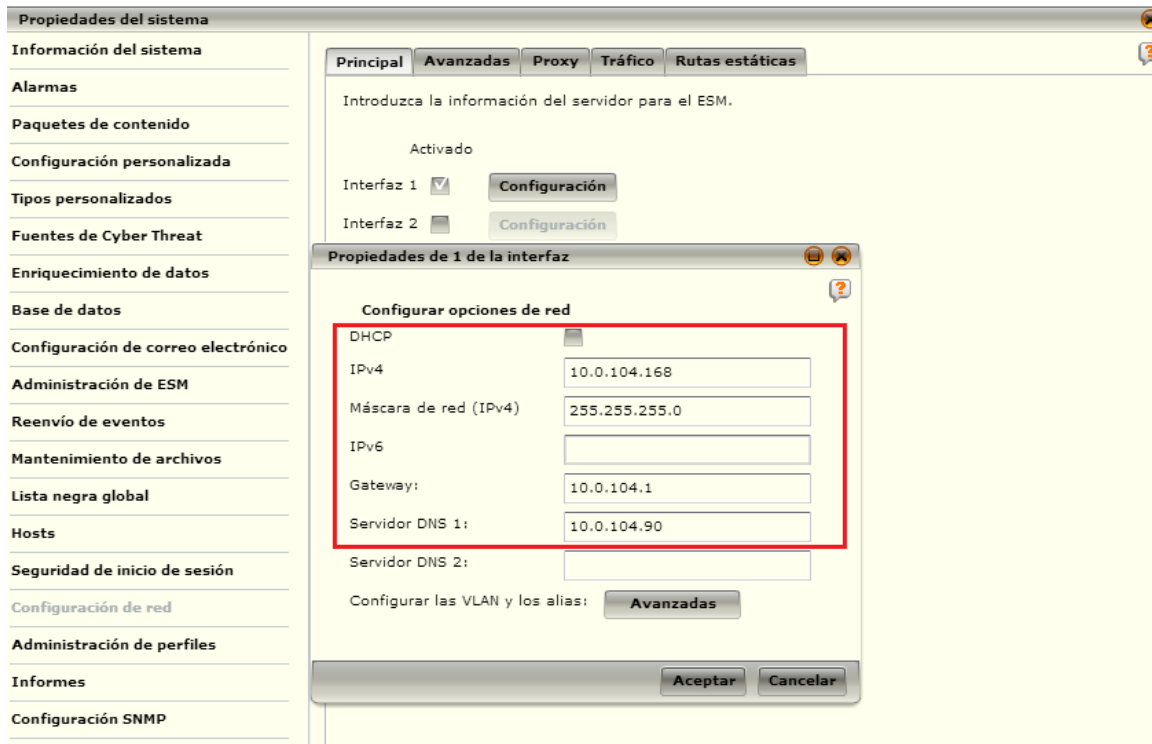 Propiedades del sistema
Información del sistema
Alarmas
Paquetes de contenido
Configuración personalizada
Tipos personalizados
Fuentes de Cyber Threat
Enriquecimiento de datos
Base de datos
Configuración de correo electrónico
Administración de ESM
Reenvío de eventos
Mantenimiento de archivos
Lista negra global
Hosts
Seguridad de inicio de sesión
Configuración de red
Administración de perfiles
Informes
Configuración SNMP
Principal Avanzadas Proxy Tráfico Rutas estáticas
Introduzca la información del servidor para el ESM.
Activado
Interfaz 1 Configuración
Interfaz 2 Configuración
Propiedades de 1 de la interfaz
Configurar opciones de red
DHCP
IPv4 10.0.104.168
Máscara de red (IPv4) 255.255.255.0
IPv6
Gateway: 10.0.104.1
Servidor DNS 1: 10.0.104.90
Servidor DNS 2:
Configurar las VLAN y los alias: Avanzadas
Aceptar Cancelar